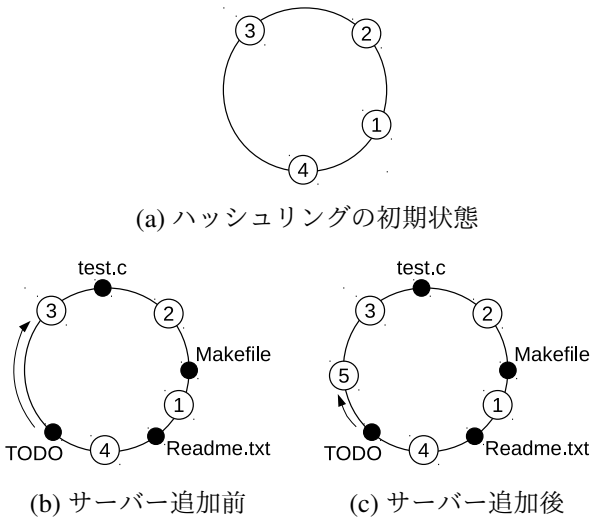 3
2
1
4
(a) ハッシュリングの初期状態
test.c
3
2
Makefile
1
Readme.txt
4
TODO
(b) サーバー追加前
test.c
3
2
Makefile
5
1
Readme.txt
4
TODO
(c) サーバー追加後